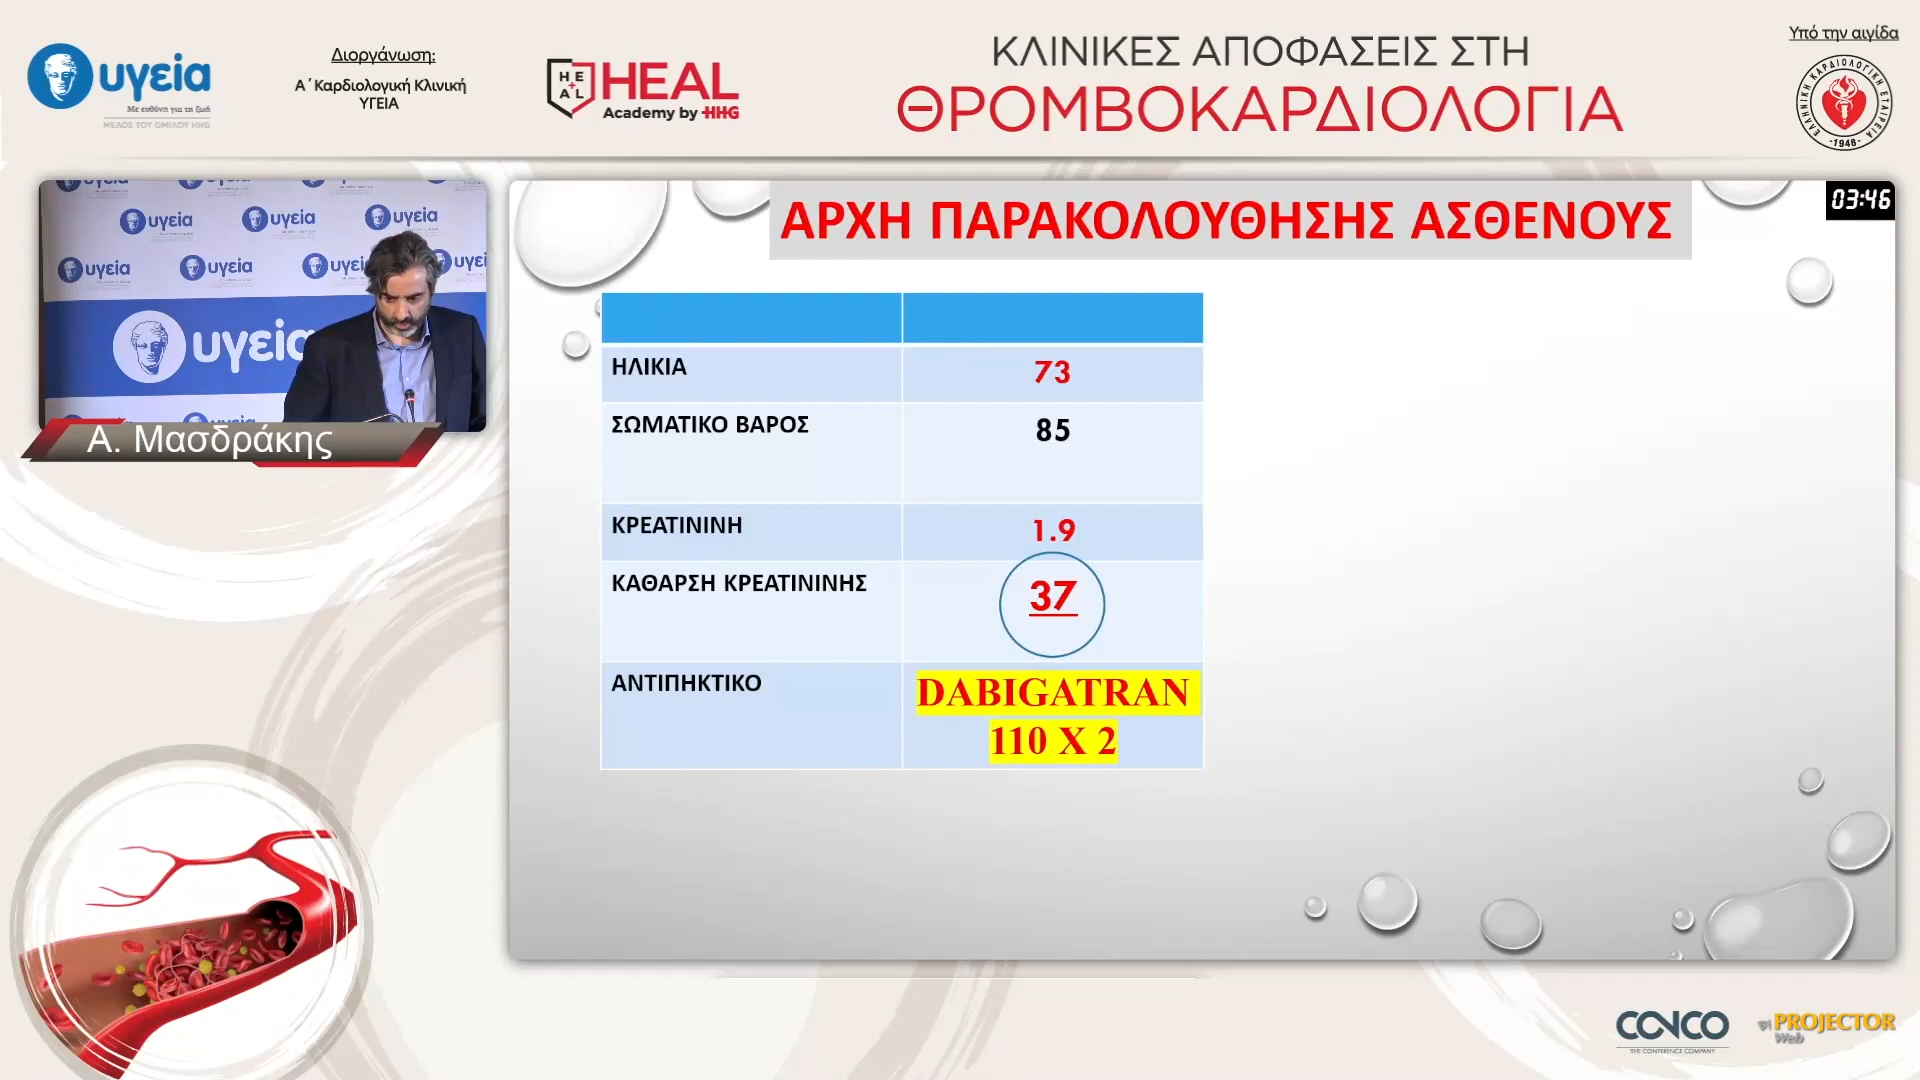 υγεία
Με ευθύνη για τη ζωή
ΜΕΛΟΣ ΤΟΥ ΟΜΙΛΟΥ HHG
Διοργάνωση:
Α΄ Καρδιολογική Κλινική
ΥΓΕΙΑ
HE
AL
HEAL
Academy by HHG
ΚΛΙΝΙΚΕΣ ΑΠΟΦΑΣΕΙΣ ΣΤΗ
ΘΡΟΜΒΟΚΑΡΔΙΟΛΟΓΙΑ
Υπό την αιγίδα
ΕΛΛΗΝΙΚΗ ΚΑΡΔΙΟΛΟΓΙΚΗ ΕΤΑΙΡΕΙΑ
-1948-
υγεία υγεία υγεία
υγεία υγεία υγεία υγεία
υγεία
Α. Μασδράκης
ΑΡΧΗ ΠΑΡΑΚΟΛΟΥΘΗΣΗΣ ΑΣΘΕΝΟΥΣ
03:46
ΗΛΙΚΙΑ 73
ΣΩΜΑΤΙΚΟ ΒΑΡΟΣ 85
ΚΡΕΑΤΙΝΙΝΗ 1.9
ΚΑΘΑΡΣΗ ΚΡΕΑΤΙΝΙΝΗΣ 37
ΑΝΤΙΠΗΚΤΙΚΟ DABIGATRAN
110 X 2
CONCO
THE CONFERENCE COMPANY
PROJECTOR
Web